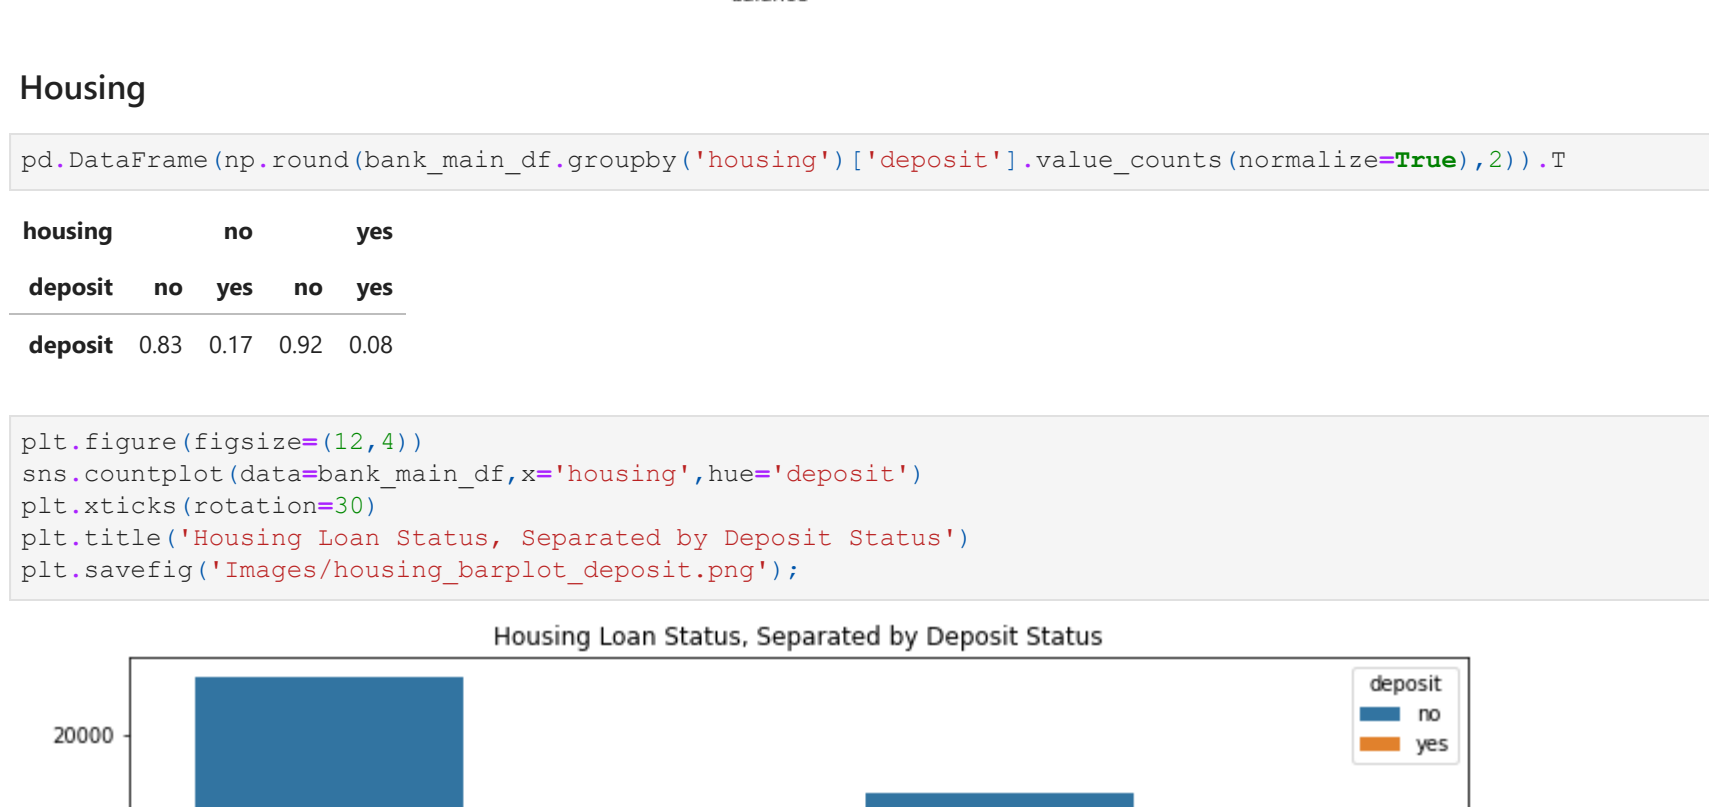 Housing
pd.DataFrame(np.round(bank_main_df.groupby('housing')['deposit'].value_counts(normalize=True),2)).T
housing no yes
deposit no yes no yes
deposit 0.83 0.17 0.92 0.08
plt.figure(figsize=(12,4))
sns.countplot(data=bank_main_df,x='housing',hue='deposit')
plt.xticks(rotation=30)
plt.title('Housing Loan Status, Separated by Deposit Status')
plt.savefig('Images/housing_barplot_deposit.png');
Housing Loan Status, Separated by Deposit Status
deposit
no
yes
20000